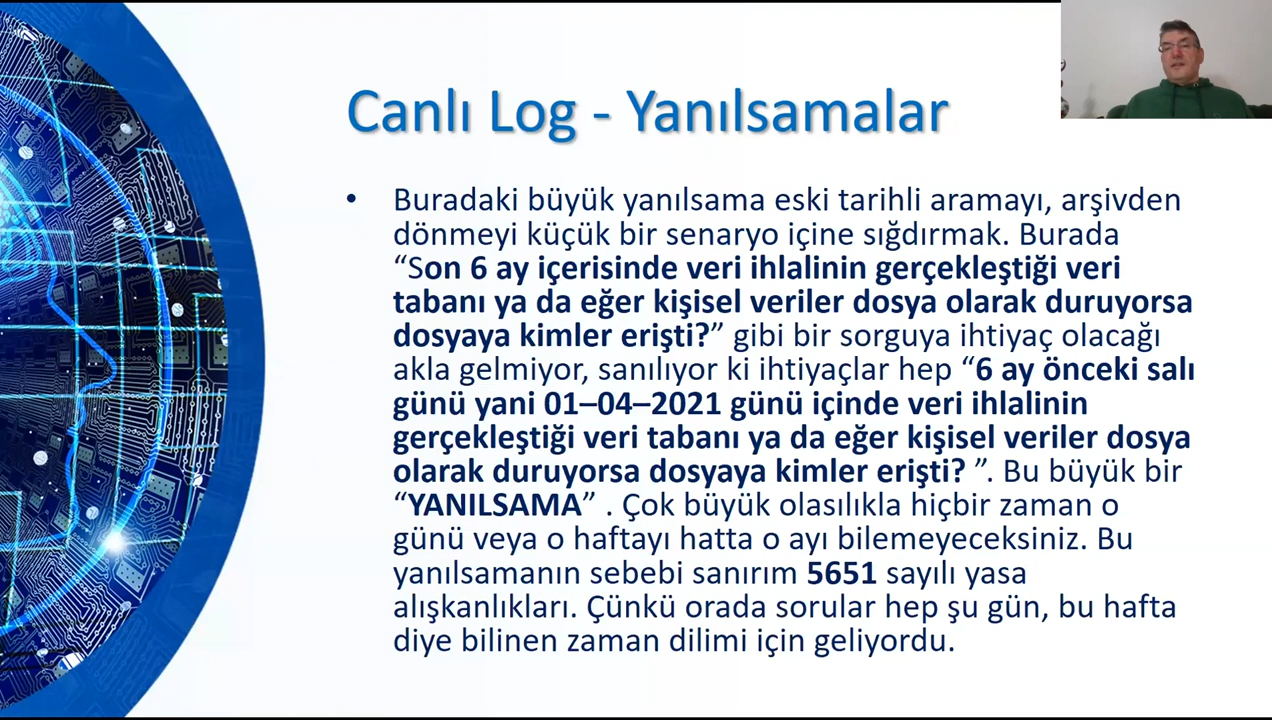 Canlı Log - Yanılsamalar
• Buradaki büyük yanılsama eski tarihli aramayı, arşivden
dönmeyi küçük bir senaryo içine sığdırmak. Burada
“Son 6 ay içerisinde veri ihlalinin gerçekleştiği veri
tabanı ya da eğer kişisel veriler dosya olarak duruyorsa
dosyaya kimler erişti?” gibi bir sorguya ihtiyaç olacağı
akla gelmiyor, sanılıyor ki ihtiyaçlar hep “6 ay önceki salı
günü yani 01–04–2021 günü içinde veri ihlalinin
gerçekleştiği veri tabanı ya da eğer kişisel veriler dosya
olarak duruyorsa dosyaya kimler erişti? ”. Bu büyük bir
“YANILSAMA” . Çok büyük olasılıkla hiçbir zaman o
günü veya o haftayı hatta o ayı bilemeyeceksiniz. Bu
yanılsamanın sebebi sanırım 5651 sayılı yasa
alışkanlıkları. Çünkü orada sorular hep şu gün, bu hafta
diye bilinen zaman dilimi için geliyordu.